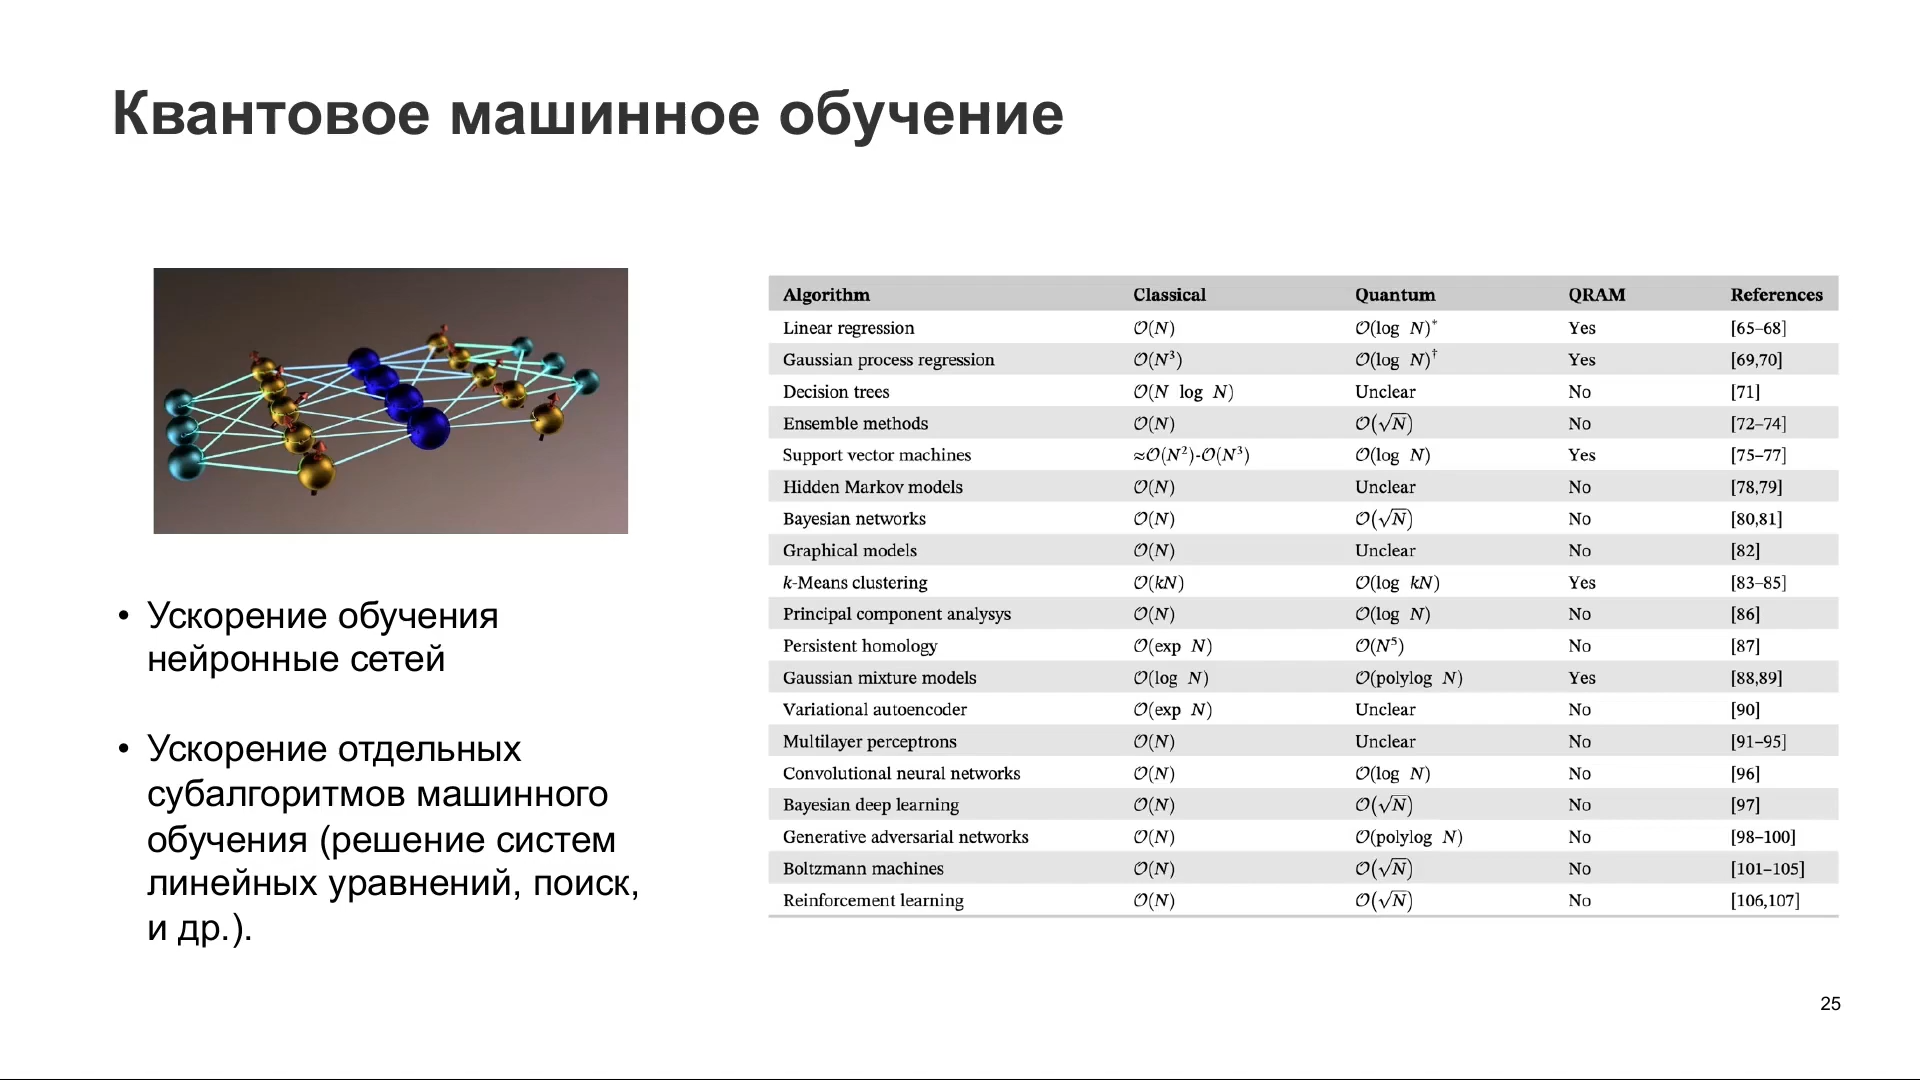 Квантовое машинное обучение
• Ускорение обучения
нейронные сетей
• Ускорение отдельных
субалгоритмов машинного
обучения (решение систем
линейных уравнений, поиск,
и др.).
Algorithm Classical Quantum QRAM References
Linear regression O(N) O(log N)* Yes [65–68]
Gaussian process regression O(N³) O(log N)† Yes [69,70]
Decision trees O(N log N) Unclear No [71]
Ensemble methods O(N) O(√N) No [72–74]
Support vector machines ≈O(N²)-O(N³) O(log N) Yes [75–77]
Hidden Markov models O(N) Unclear No [78,79]
Bayesian networks O(N) O(√N) No [80,81]
Graphical models O(N) Unclear No [82]
k-Means clustering O(kN) O(log kN) Yes [83–85]
Principal component analysys O(N) O(log N) No [86]
Persistent homology O(exp N) O(N⁵) No [87]
Gaussian mixture models O(log N) O(polylog N) Yes [88,89]
Variational autoencoder O(exp N) Unclear No [90]
Multilayer perceptrons O(N) Unclear No [91–95]
Convolutional neural networks O(N) O(log N) No [96]
Bayesian deep learning O(N) O(√N) No [97]
Generative adversarial networks O(N) O(polylog N) No [98–100]
Boltzmann machines O(N) O(√N) No [101–105]
Reinforcement learning O(N) O(√N) No [106,107]
25